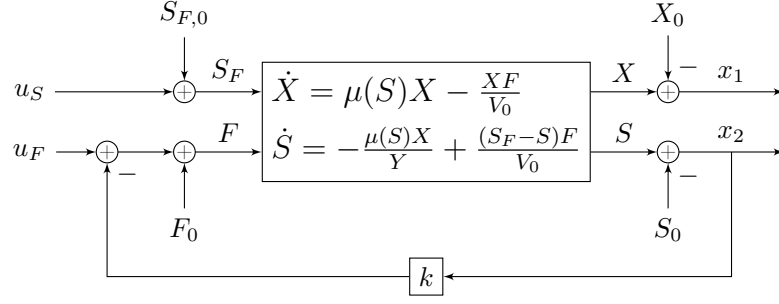 S_{F,0} X_0
u_S + S_F \dot{X} = \mu(S)X - \frac{XF}{V_0} X + − x_1
u_F + − + F \dot{S} = -\frac{\mu(S)X}{Y} + \frac{(S_F-S)F}{V_0} S + − x_2
F_0 S_0
k